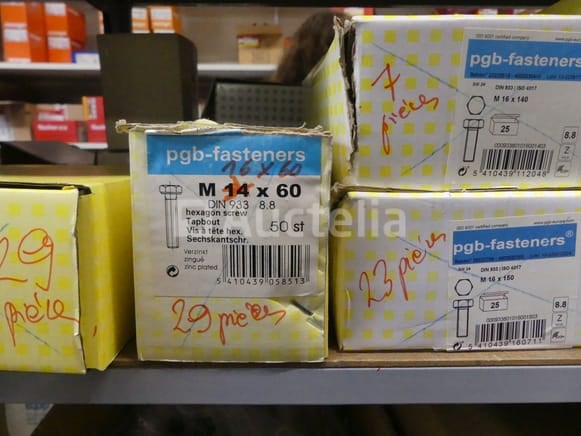 29
pièces
pgb-fasteners
M 14 x 60
DIN 933 8.8
hexagon screw
Tapbout
Vis à tête hex.
Sechskantschr.
50 st
Verzinkt
zingué
zinc plated
5 410439 058513
29 pièces
Auctelia
pgb-fasteners
DIN 933 | ISO 4017
M 16 x 140
25
8.8
Z
5 410439 112048
7
pièces
pgb-fasteners®
DIN 933 | ISO 4017
M 16 x 150
25
8.8
Z
5 410439 160711
23 pièces